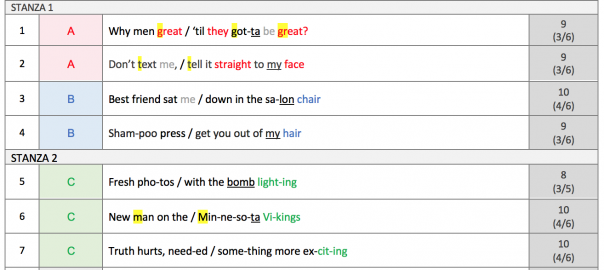 STANZA 1
1 A Why men great / ‘til they got-ta be great? 9 (3/6)
2 A Don’t text me, / tell it straight to my face 9 (3/6)
3 B Best friend sat me / down in the sa-lon chair 10 (4/6)
4 B Sham-poo press / get you out of my hair 9 (3/6)
STANZA 2
5 C Fresh pho-tos / with the bomb light-ing 8 (3/5)
6 C New man on the / Min-ne-so-ta Vi-kings 10 (4/6)
7 C Truth hurts, need-ed / some-thing more ex-cit-ing 10 (4/6)